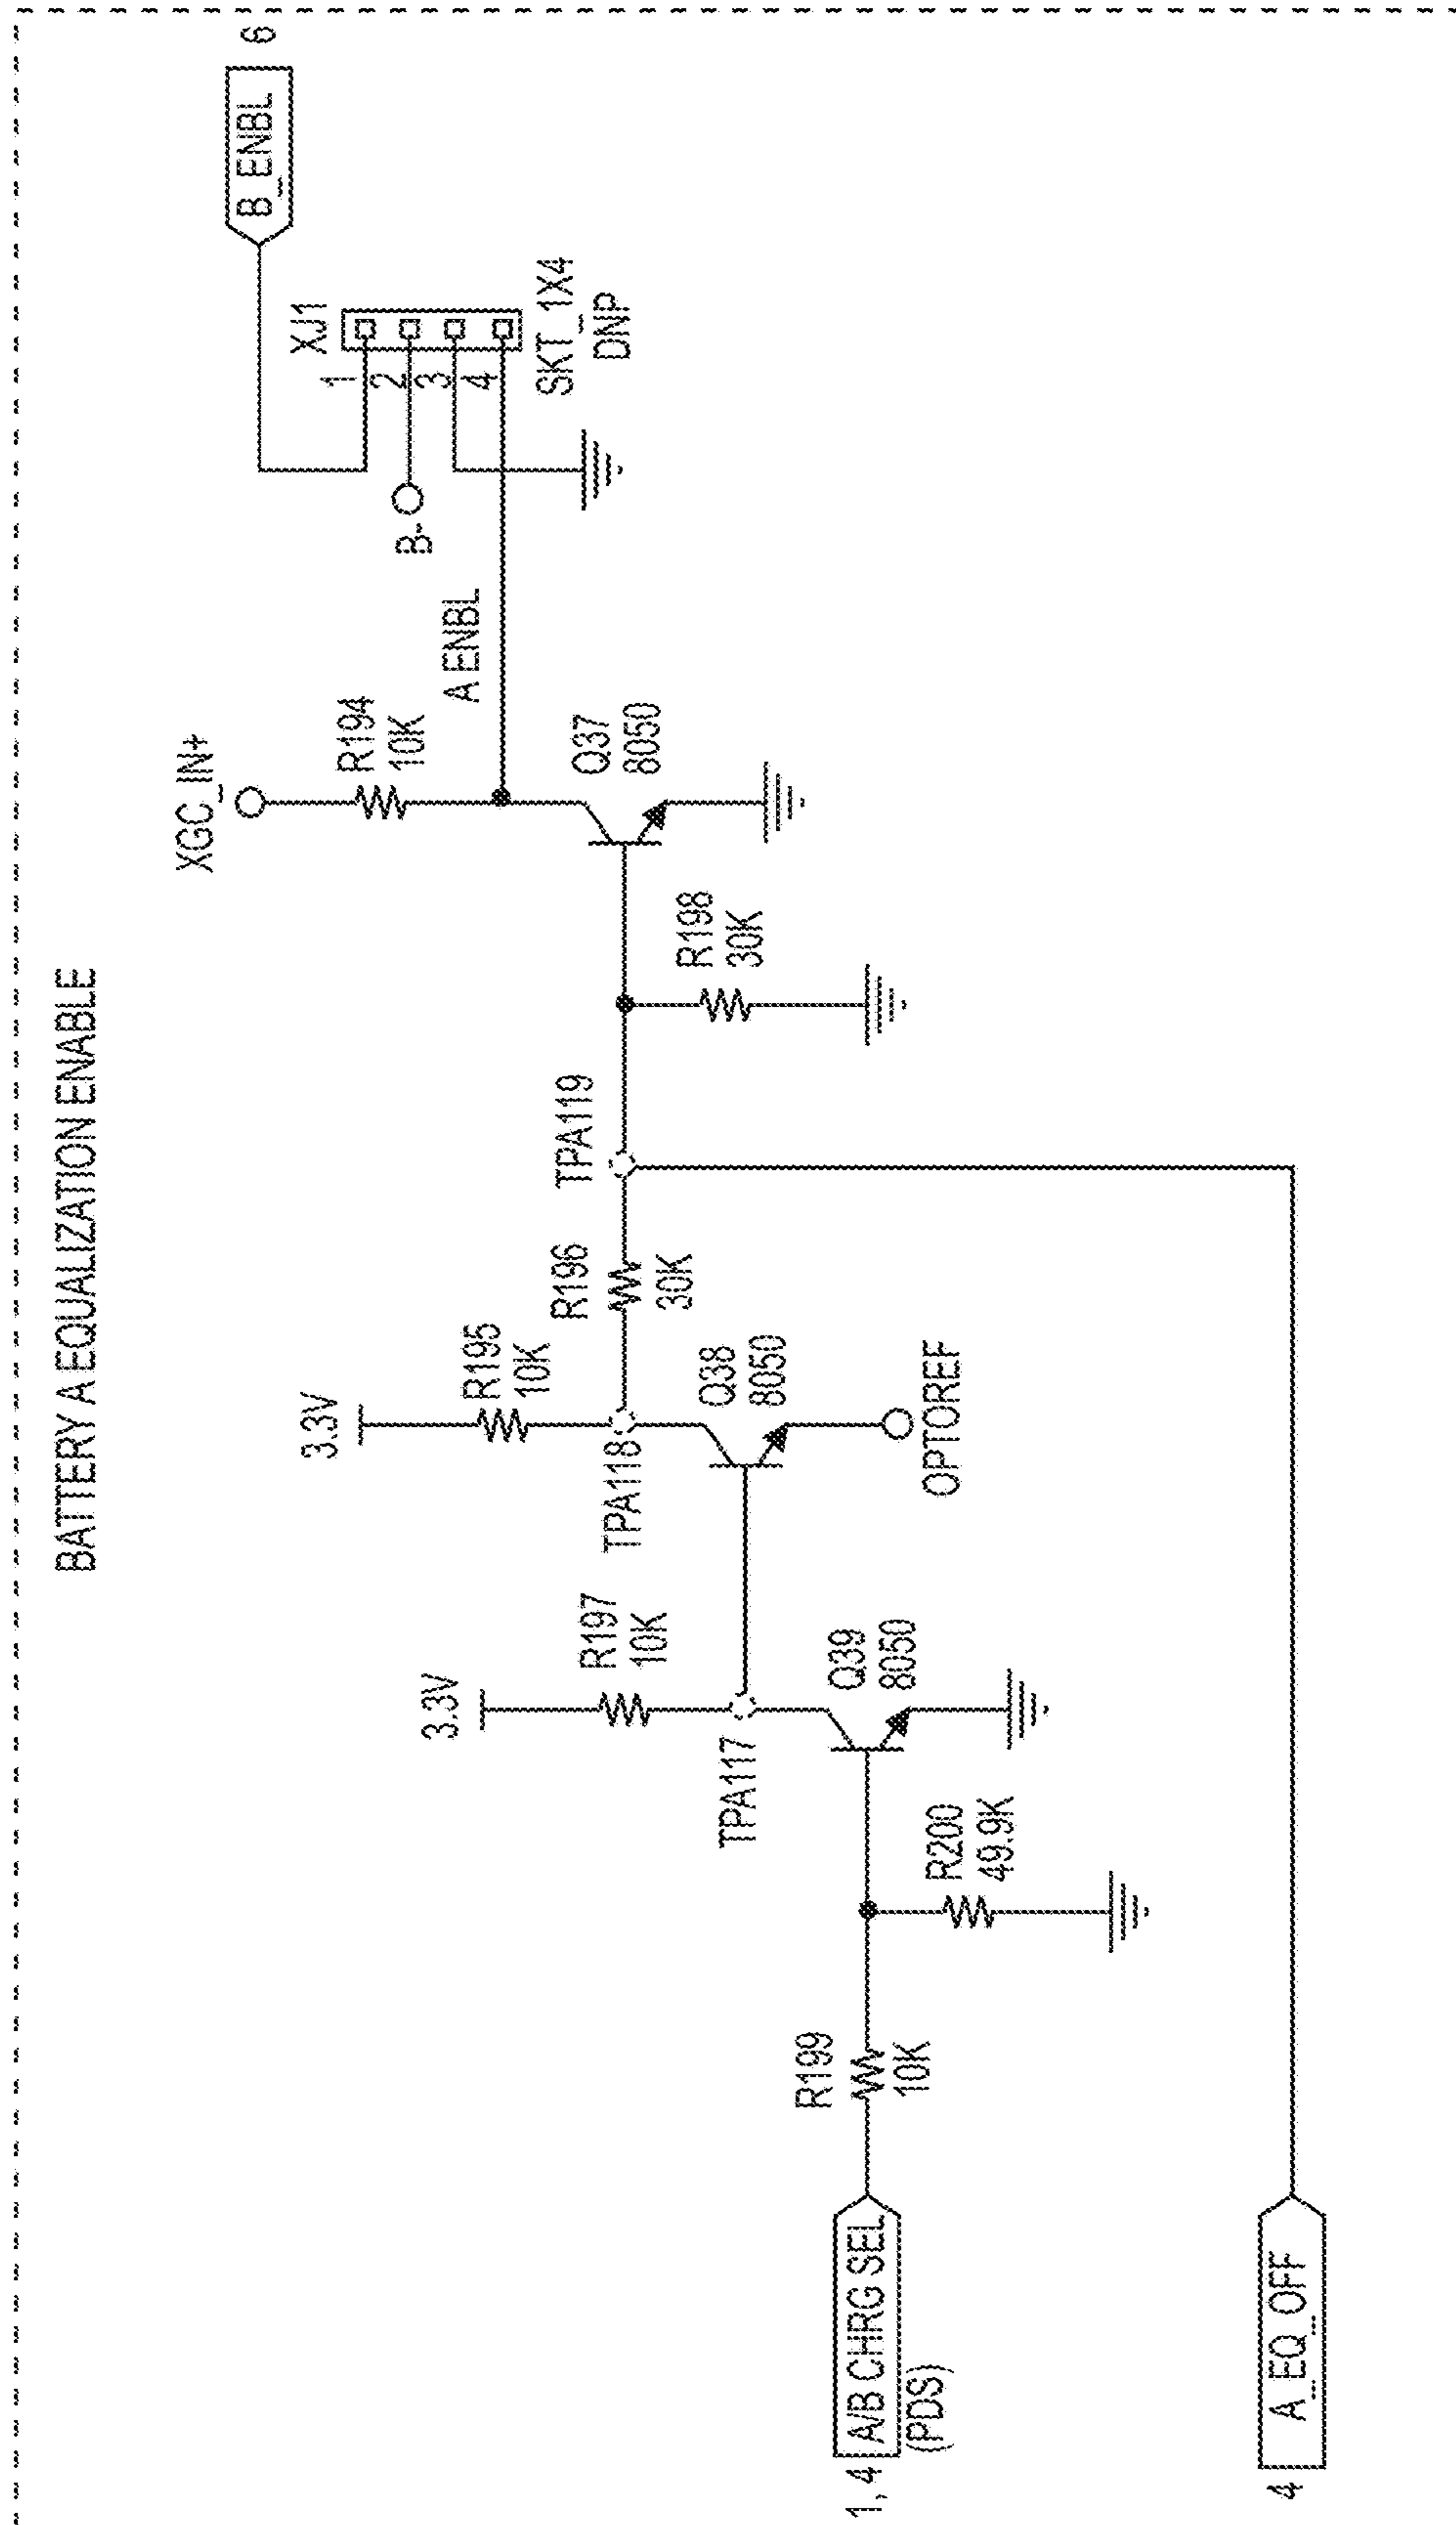 BATTERY A EQUALIZATION ENABLE
XGC_IN+
B_ENBL
6
R194
10K
XJ1
1
2
3
4
B-
A ENBL
SKT_1X4
DNP
3.3V
R195
10K
Q37
8050
3.3V
R197
10K
TPA118
R196
30K
TPA119
R198
30K
Q38
8050
TPA117
OPTOREF
Q39
8050
R199
10K
R200
49.9K
1, 4
A/B CHRG SEL
(PDS)
4
A_EQ_OFF